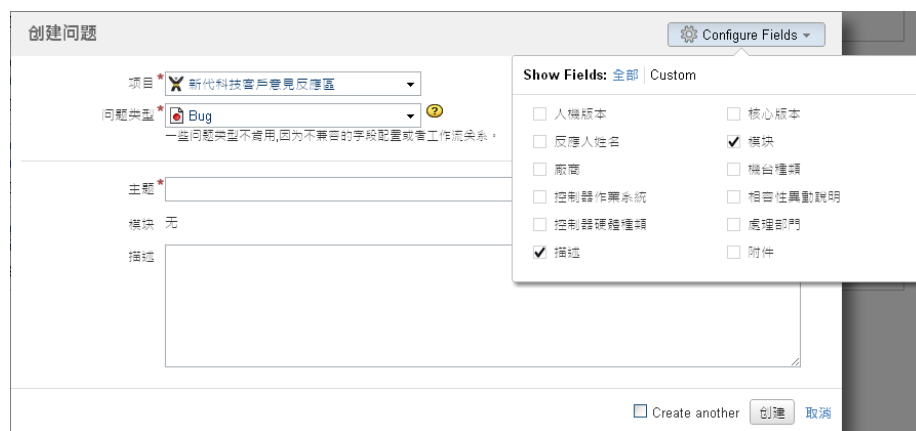 创建问题
Configure Fields
项目* 新代科技客戶意見反應區
问题类型* Bug
一些问题类型不肯用,因为不兼容的字段配置或者工作流关系。
主题*
模块 无
描述
Show Fields: 全部 Custom
人機版本 核心版本
反應人姓名 模块
廠商 機台種類
控制器作業系統 相容性異動說明
控制器硬體種類 處理部門
描述 附件
Create another 创建 取消